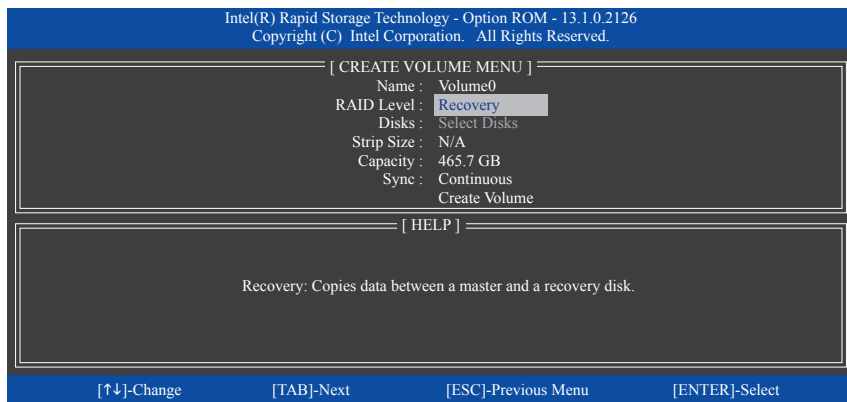 Intel(R) Rapid Storage Technology - Option ROM - 13.1.0.2126
Copyright (C) Intel Corporation. All Rights Reserved.
[ CREATE VOLUME MENU ]
Name : Volume0
RAID Level : Recovery
Disks : Select Disks
Strip Size : N/A
Capacity : 465.7 GB
Sync : Continuous
Create Volume
[ HELP ]
Recovery: Copies data between a master and a recovery disk.
[↑↓]-Change [TAB]-Next [ESC]-Previous Menu [ENTER]-Select